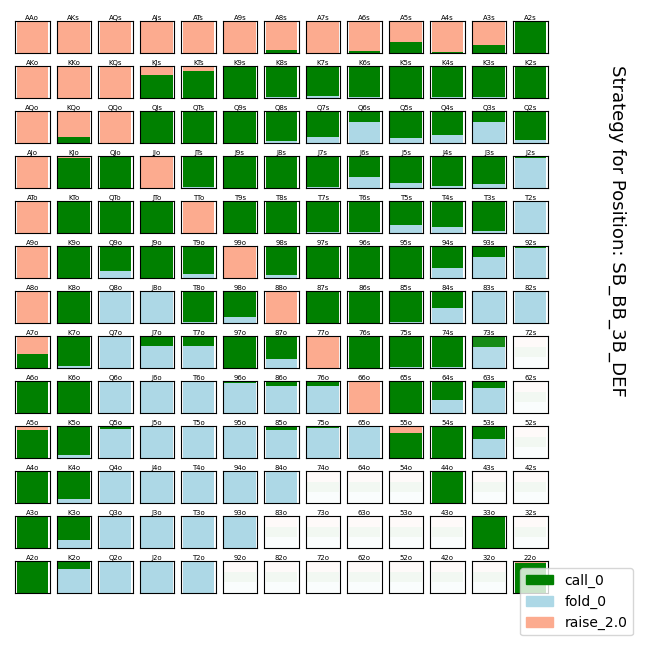 AAo AKs AQs AJs ATs A9s A8s A7s A6s A5s A4s A3s A2s
AKo KKo KQs KJs KTs K9s K8s K7s K6s K5s K4s K3s K2s
AQo KQo QQo QJs QTs Q9s Q8s Q7s Q6s Q5s Q4s Q3s Q2s
AJo KJo QJo JJo JTs J9s J8s J7s J6s J5s J4s J3s J2s
ATo KTo QTo JTo TTo T9s T8s T7s T6s T5s T4s T3s T2s
A9o K9o Q9o J9o T9o 99o 98s 97s 96s 95s 94s 93s 92s
A8o K8o Q8o J8o T8o 98o 88o 87s 86s 85s 84s 83s 82s
A7o K7o Q7o J7o T7o 97o 87o 77o 76s 75s 74s 73s 72s
A6o K6o Q6o J6o T6o 96o 86o 76o 66o 65s 64s 63s 62s
A5o K5o Q5o J5o T5o 95o 85o 75o 65o 55o 54s 53s 52s
A4o K4o Q4o J4o T4o 94o 84o 74o 64o 54o 44o 43s 42s
A3o K3o Q3o J3o T3o 93o 83o 73o 63o 53o 43o 33o 32s
A2o K2o Q2o J2o T2o 92o 82o 72o 62o 52o 42o 32o 22o
Strategy for Position: SB_BB_3B_DEF
call_0
fold_0
raise_2.0